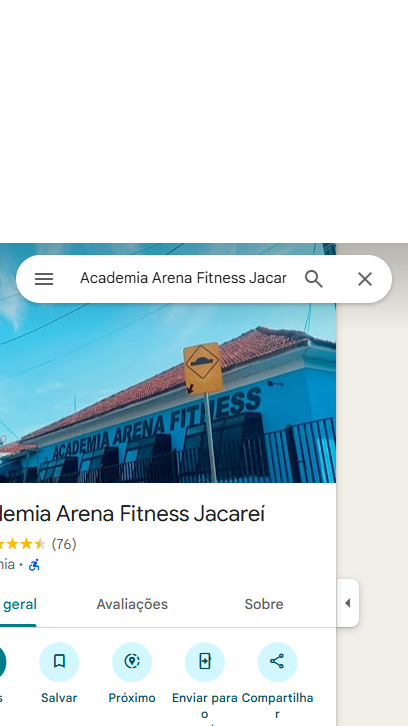 Academia Arena Fitness Jacar
ACADEMIA ARENA FITNESS
demia Arena Fitness Jacareí
(76)
nia •
geral
Avaliações
Sobre
s
Salvar
Próximo
Enviar para o
Compartilhar